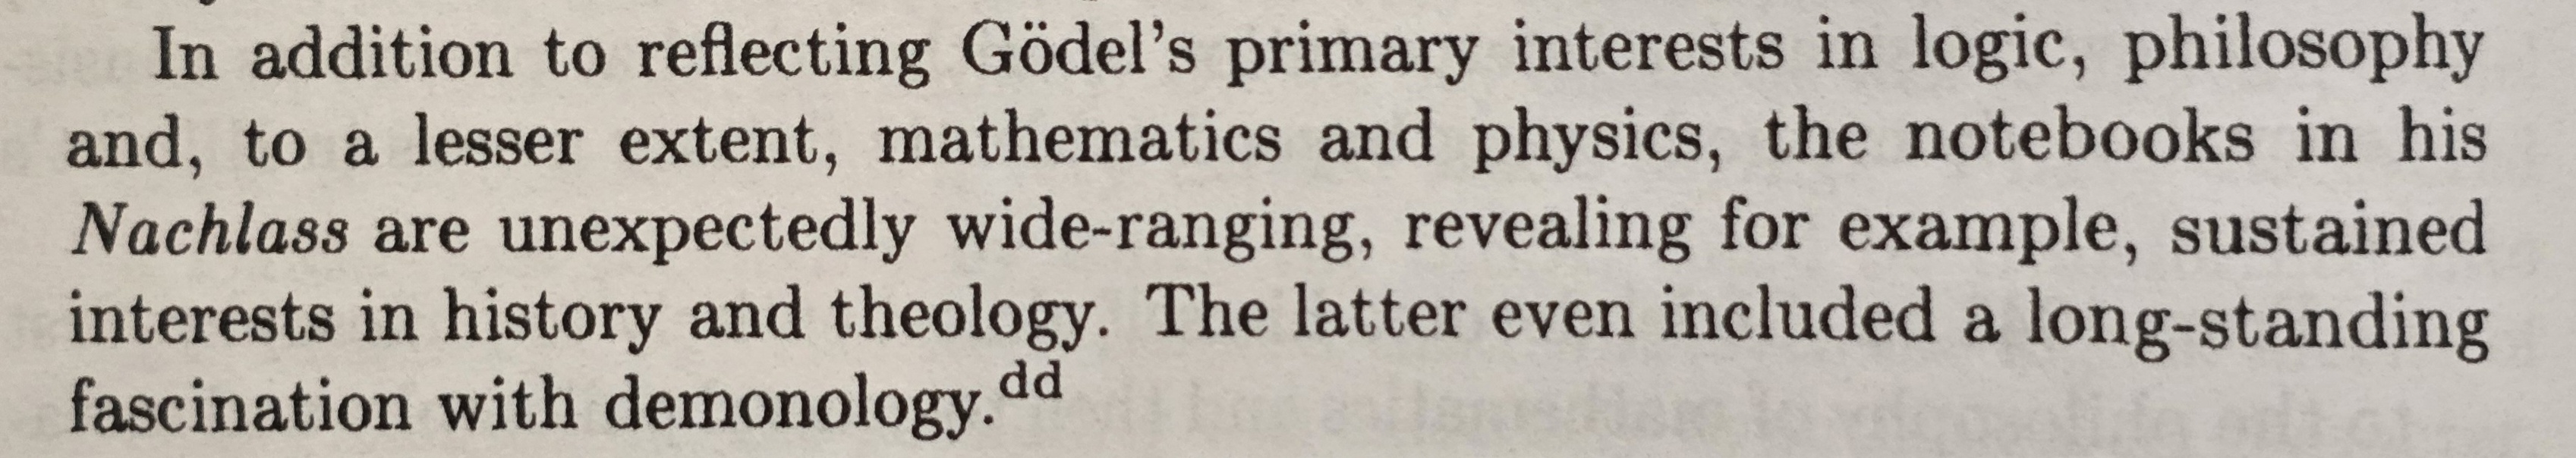 In addition to reflecting Gödel’s primary interests in logic, philosophy
and, to a lesser extent, mathematics and physics, the notebooks in his
Nachlass are unexpectedly wide-ranging, revealing for example, sustained
interests in history and theology. The latter even included a long-standing
fascination with demonology.dd